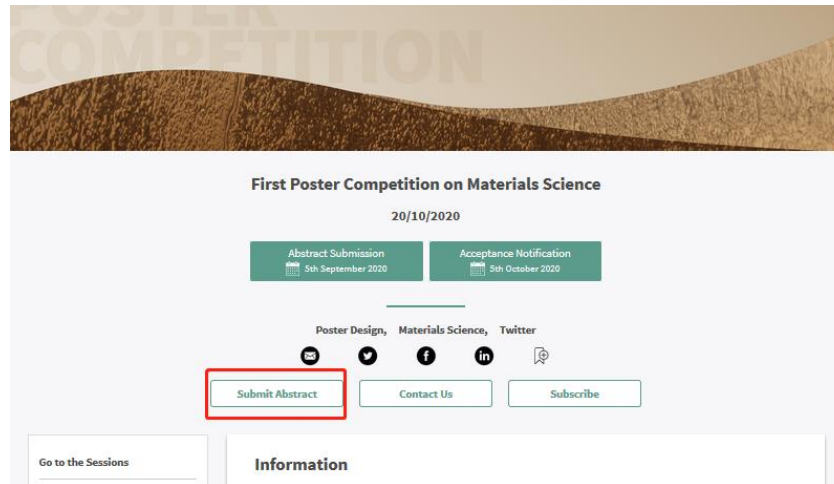 POSTER
COMPETITION
First Poster Competition on Materials Science
20/10/2020
Abstract Submission
5th September 2020
Acceptance Notification
5th October 2020
Poster Design, Materials Science, Twitter
Submit Abstract
Contact Us
Subscribe
Go to the Sessions
Information